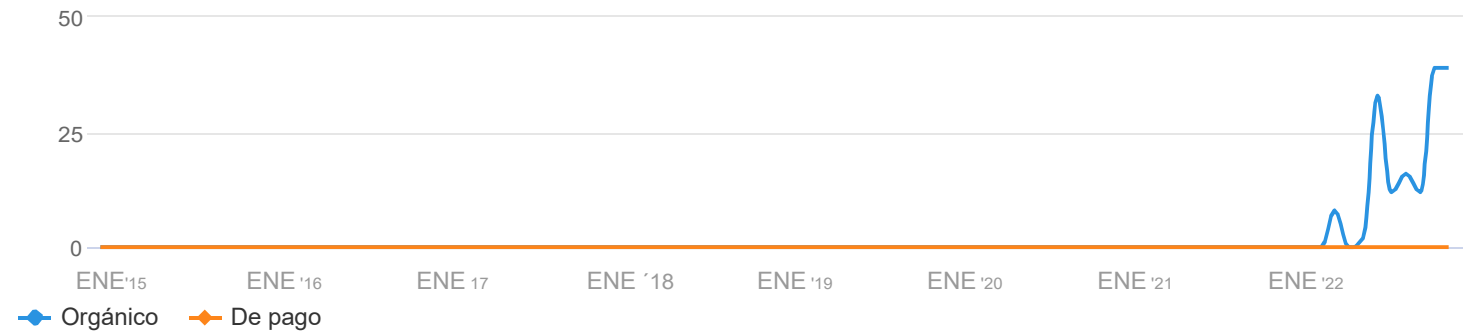 50
25
0
ENE'15 ENE '16 ENE 17 ENE ´18 ENE '19 ENE '20 ENE '21 ENE '22
Orgánico De pago